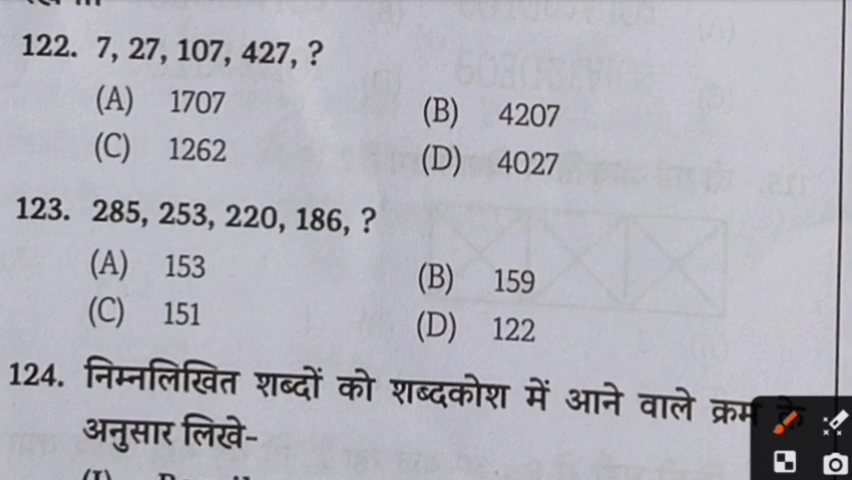 122. 7, 27, 107, 427, ?
(A) 1707 (B) 4207
(C) 1262 (D) 4027
123. 285, 253, 220, 186, ?
(A) 153 (B) 159
(C) 151 (D) 122
124. निम्नलिखित शब्दों को शब्दकोश में आने वाले क्रम के
अनुसार लिखे-